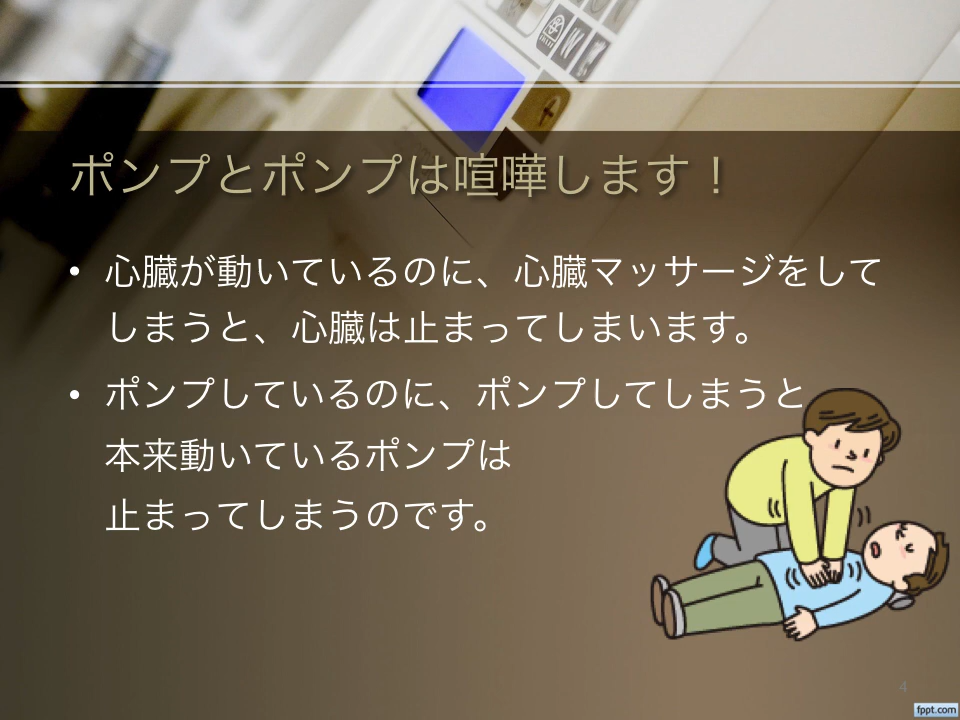 ポンプとポンプは喧嘩します！
• 心臓が動いているのに、心臓マッサージをして
しまうと、心臓は止まってしまいます。
• ポンプしているのに、ポンプしてしまうと
本来動いているポンプは
止まってしまうのです。
4
fppt.com